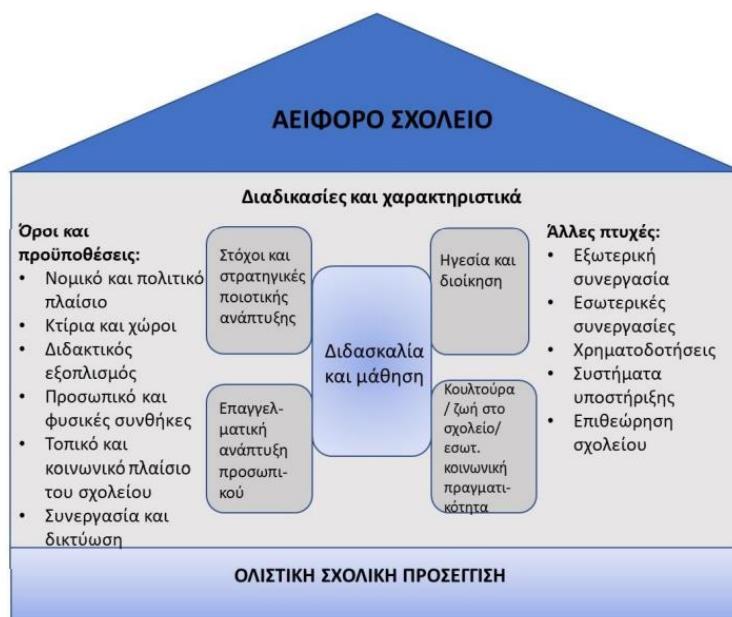 ΑΕΙΦΟΡΟ ΣΧΟΛΕΙΟ
Διαδικασίες και χαρακτηριστικά
Όροι και
προϋποθέσεις:
• Νομικό και πολιτικό
πλαίσιο
• Κτίρια και χώροι
• Διδακτικός
εξοπλισμός
• Προσωπικό και
φυσικές συνθήκες
• Τοπικό και
κοινωνικό πλαίσιο
του σχολείου
• Συνεργασία και
δικτύωση
Στόχοι και
στρατηγικές
ποιοτικής
ανάπτυξης
Επαγγελ-
ματική
ανάπτυξη
προσωπι-
κού
Διδασκαλία
και μάθηση
Ηγεσία και
διοίκηση
Κουλτούρα
/ ζωή στο
σχολείο/
εσωτ.
κοινωνική
πραγματι-
κότητα
Άλλες πτυχές:
• Εξωτερική
συνεργασία
• Εσωτερικές
συνεργασίες
• Χρηματοδοτήσεις
• Συστήματα
υποστήριξης
• Επιθεώρηση
σχολείου
ΟΛΙΣΤΙΚΗ ΣΧΟΛΙΚΗ ΠΡΟΣΕΓΓΙΣΗ